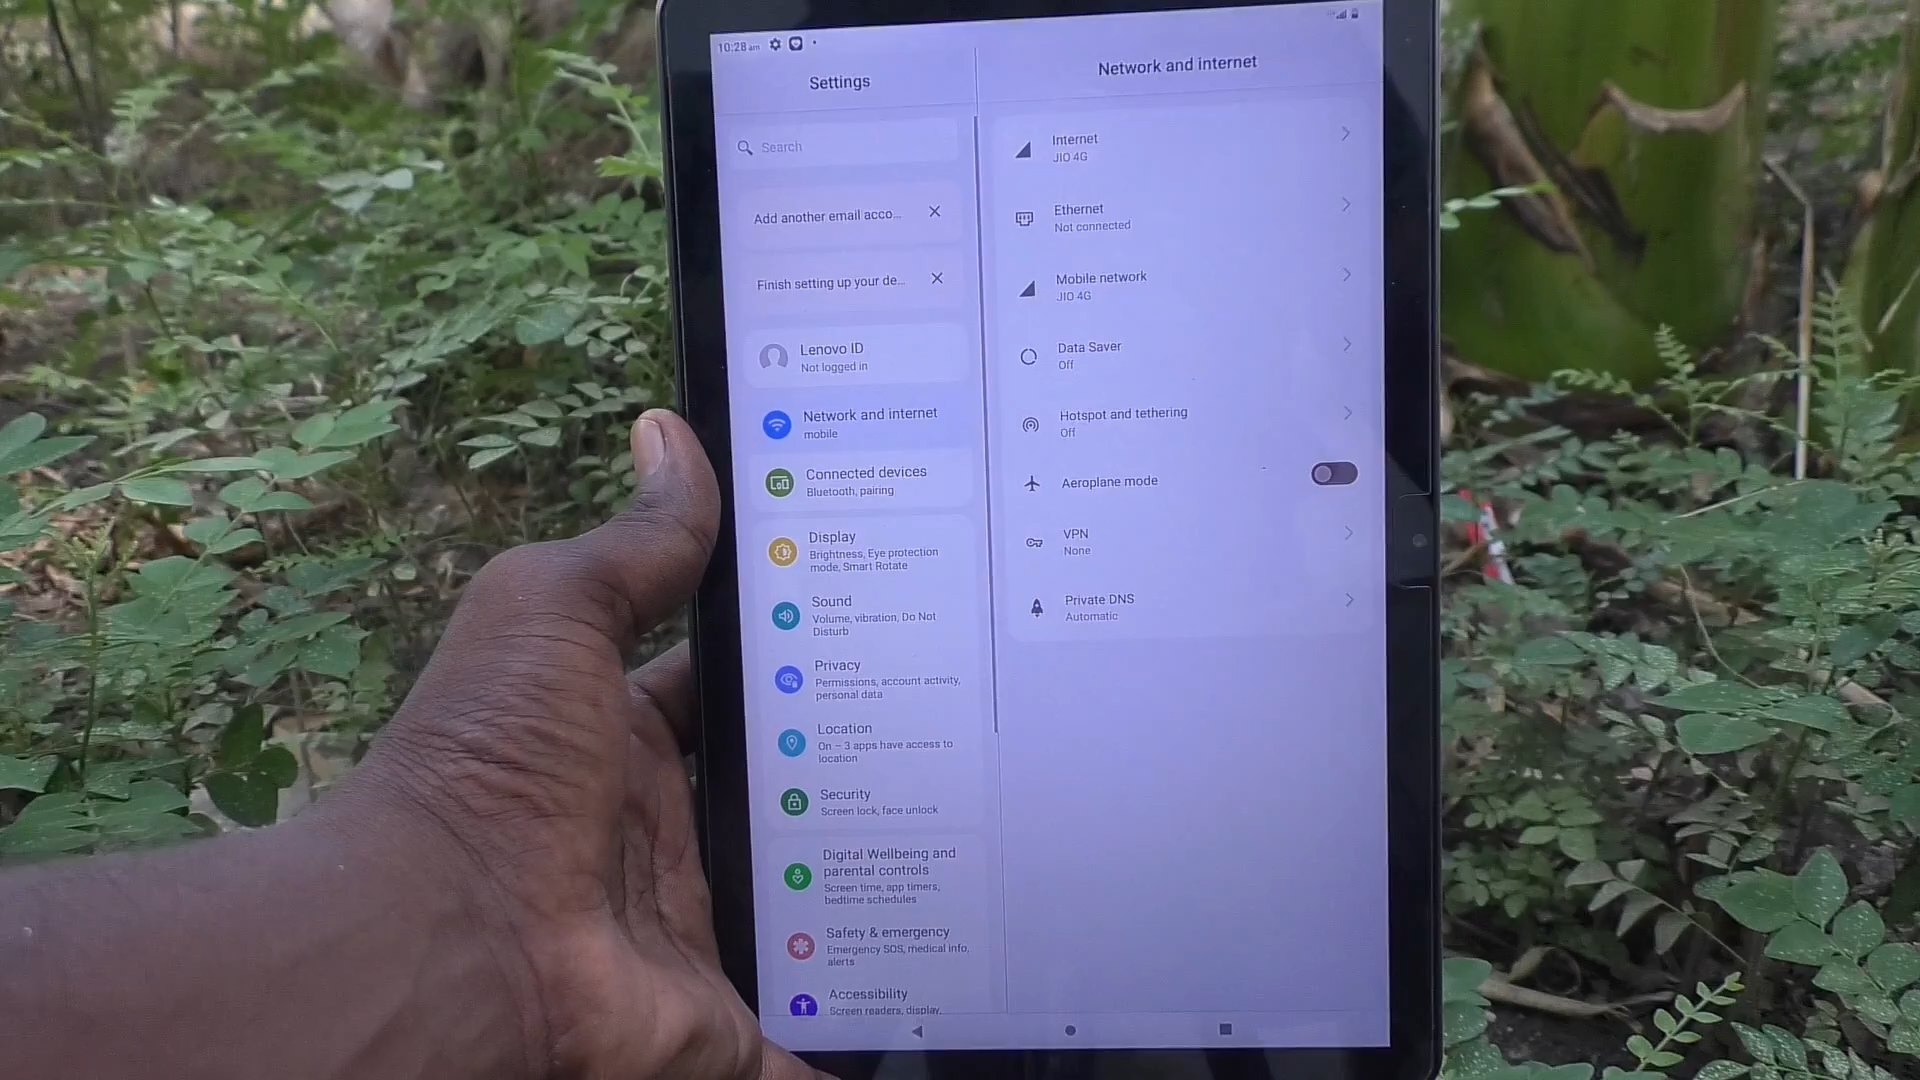 10:28 am
Settings
Search
Add another email acco...
Finish setting up your de...
Lenovo ID
Not logged in
Network and internet
mobile
Connected devices
Bluetooth, pairing
Display
Brightness, Eye protection
mode, Smart Rotate
Sound
Volume, vibration, Do Not
Disturb
Privacy
Permissions, account activity,
personal data
Location
On – 3 apps have access to
location
Security
Screen lock, face unlock
Digital Wellbeing and
parental controls
Screen time, app timers,
bedtime schedules
Safety & emergency
Emergency SOS, medical info,
alerts
Accessibility
Screen readers, display,
Network and internet
Internet
JIO 4G
Ethernet
Not connected
Mobile network
JIO 4G
Data Saver
Off
Hotspot and tethering
Off
Aeroplane mode
VPN
None
Private DNS
Automatic